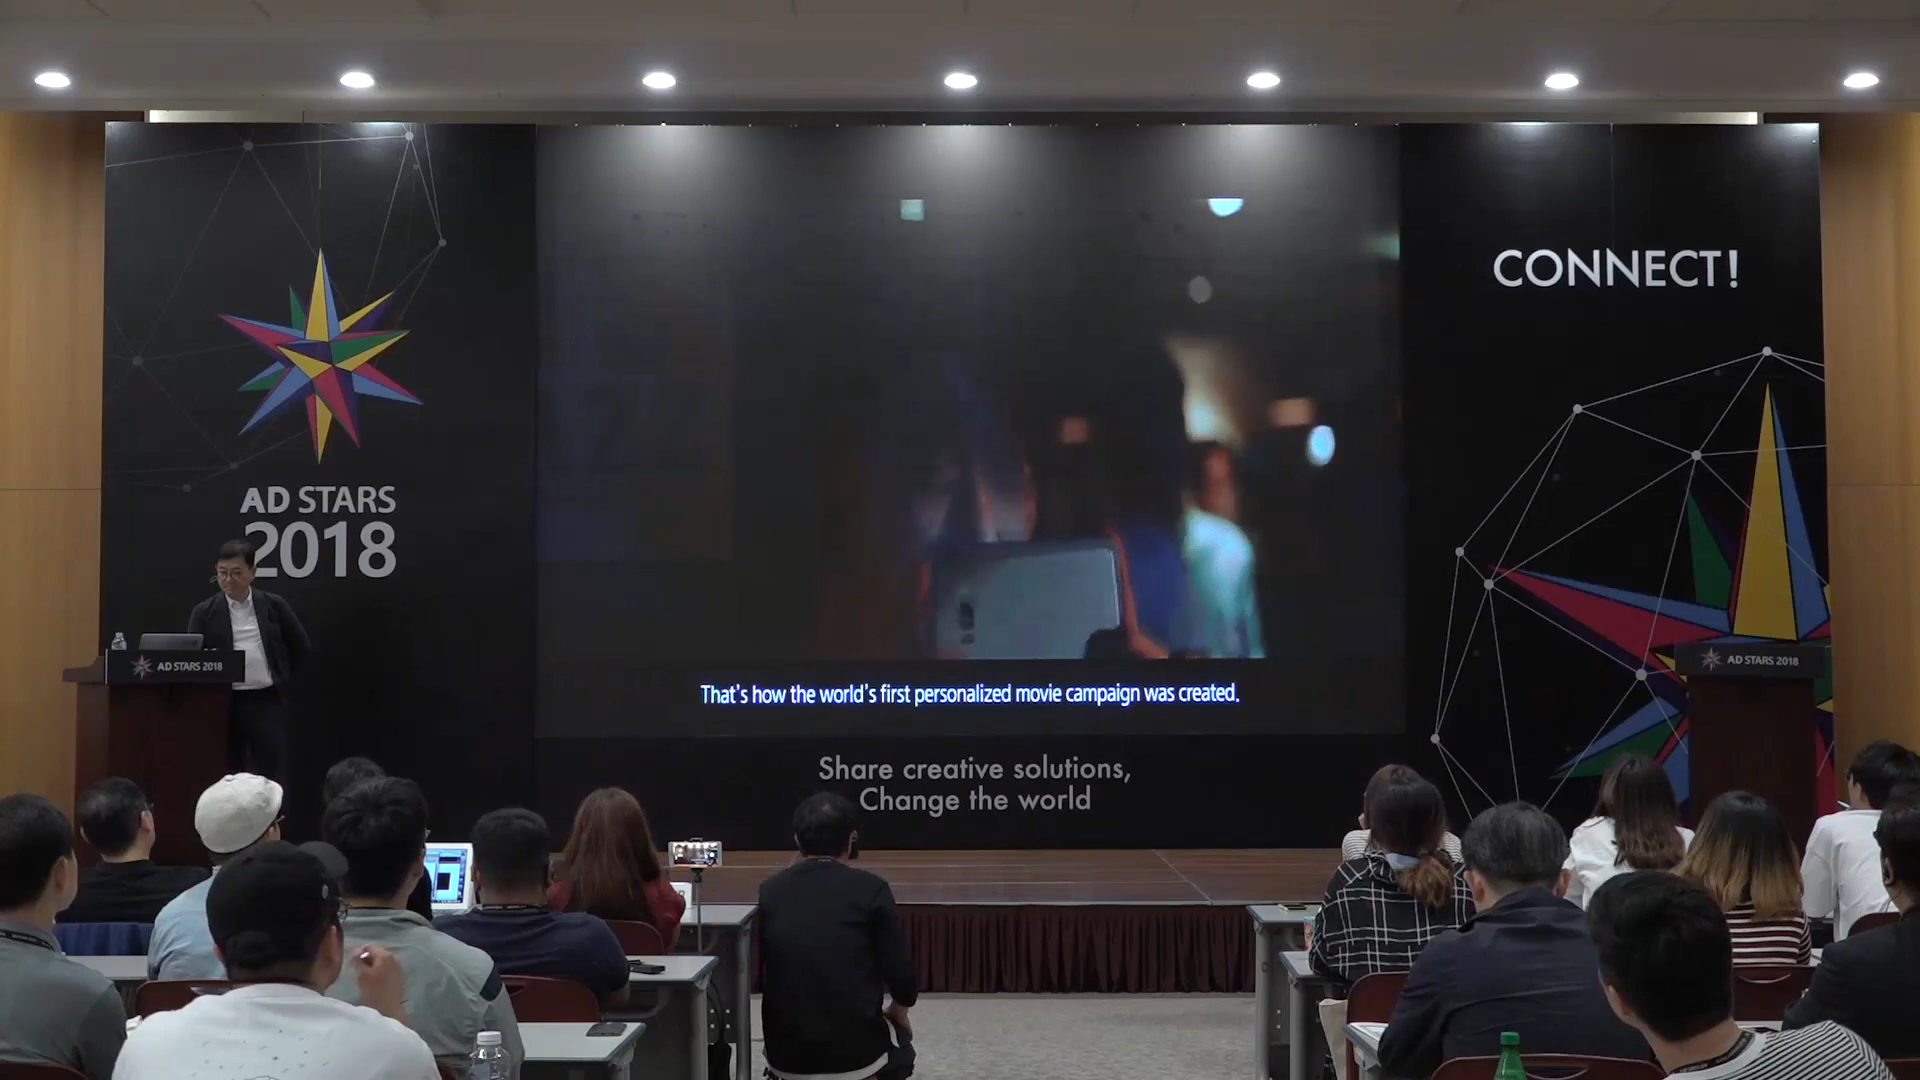 CONNECT!
AD STARS
2018
AD STARS 2018
AD STARS 2018
That's how the world's first personalized movie campaign was created.
Share creative solutions,
Change the world